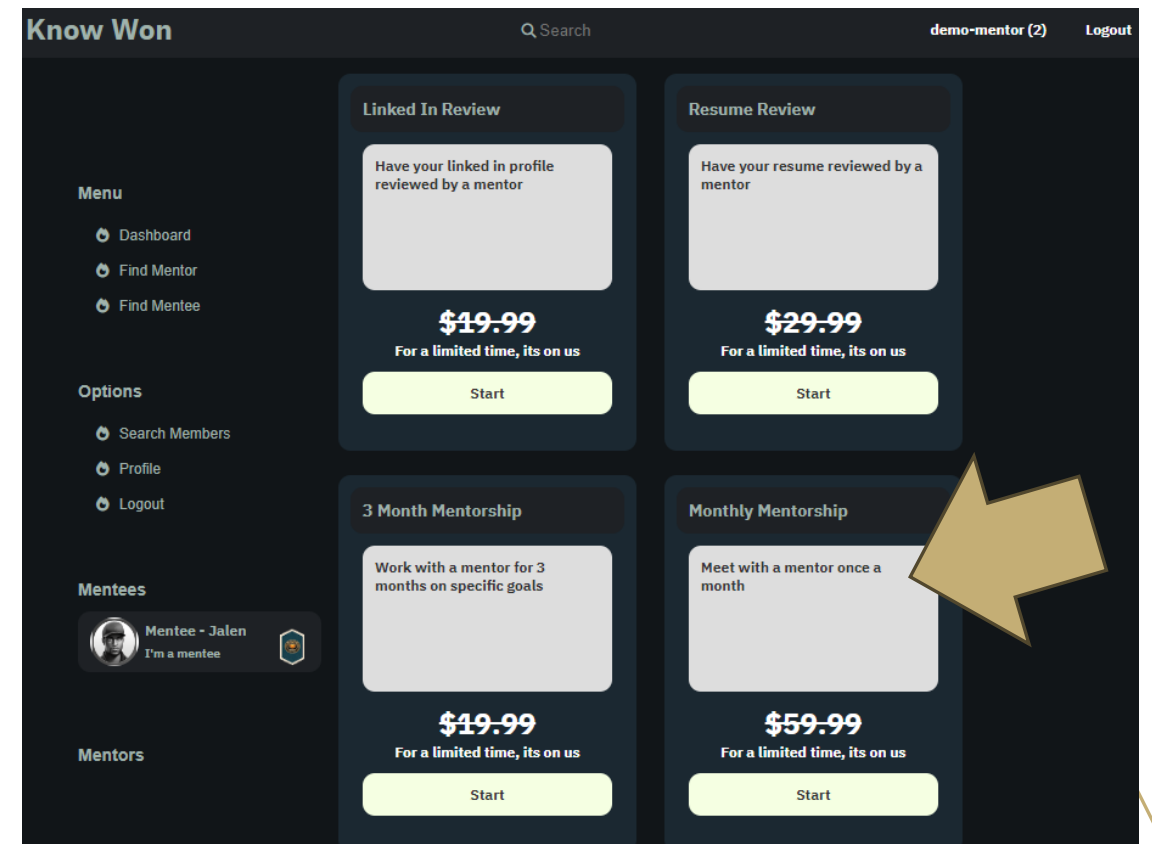 Know Won
Search
demo-mentor (2)
Logout
Menu
Dashboard
Find Mentor
Find Mentee
Options
Search Members
Profile
Logout
Mentees
Mentee - Jalen
I'm a mentee
Mentors
Linked In Review
Have your linked in profile
reviewed by a mentor
$19.99
For a limited time, its on us
Start
Resume Review
Have your resume reviewed by a
mentor
$29.99
For a limited time, its on us
Start
3 Month Mentorship
Work with a mentor for 3
months on specific goals
$19.99
For a limited time, its on us
Start
Monthly Mentorship
Meet with a mentor once a
month
$59.99
For a limited time, its on us
Start